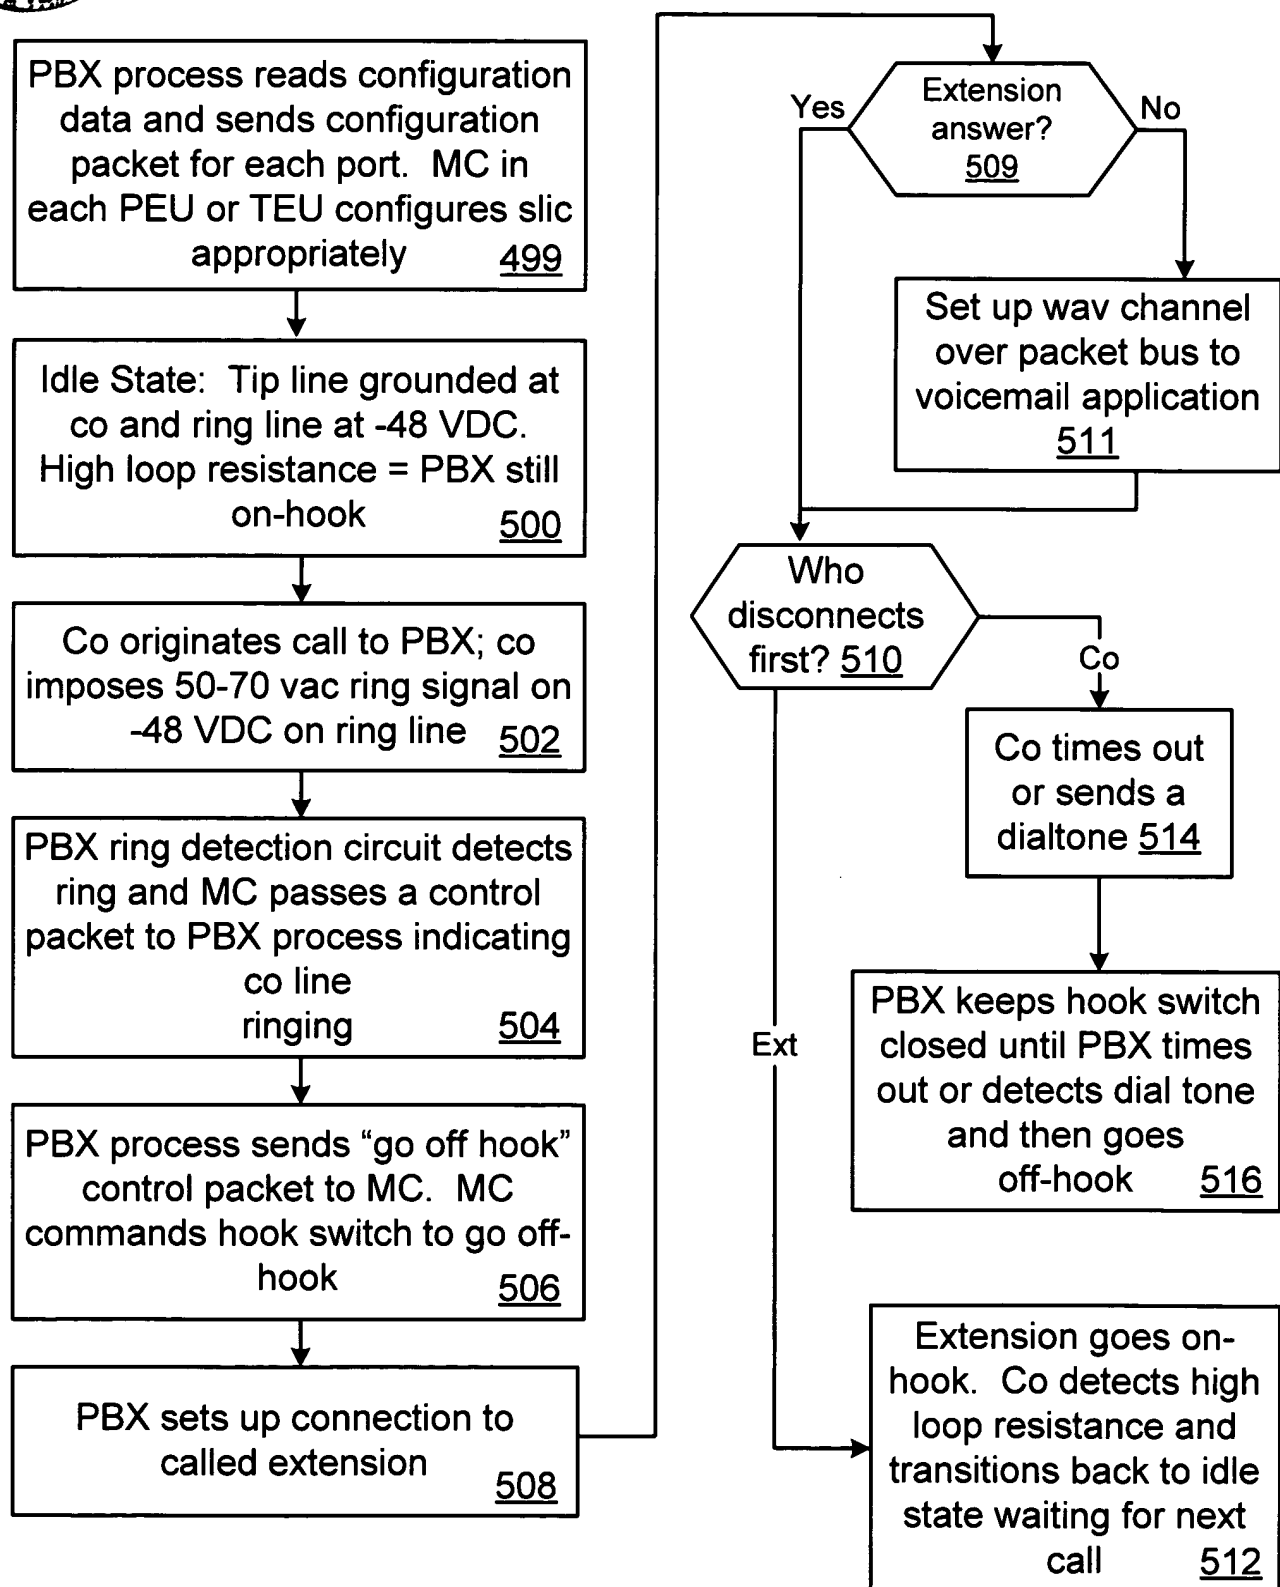 PBX process reads configuration
data and sends configuration
packet for each port. MC in
each PEU or TEU configures slic
appropriately 499
Idle State: Tip line grounded at
co and ring line at -48 VDC.
High loop resistance = PBX still
on-hook 500
Co originates call to PBX; co
imposes 50-70 vac ring signal on
-48 VDC on ring line 502
PBX ring detection circuit detects
ring and MC passes a control
packet to PBX process indicating
co line
ringing 504
PBX process sends “go off hook”
control packet to MC. MC
commands hook switch to go off-
hook 506
PBX sets up connection to
called extension 508
Extension
answer?
509
Yes
No
Set up wav channel
over packet bus to
voicemail application
511
Who
disconnects
first? 510
Co
Co times out
or sends a
dialtone 514
PBX keeps hook switch
closed until PBX times
out or detects dial tone
and then goes
off-hook 516
Ext
Extension goes on-
hook. Co detects high
loop resistance and
transitions back to idle
state waiting for next
call 512